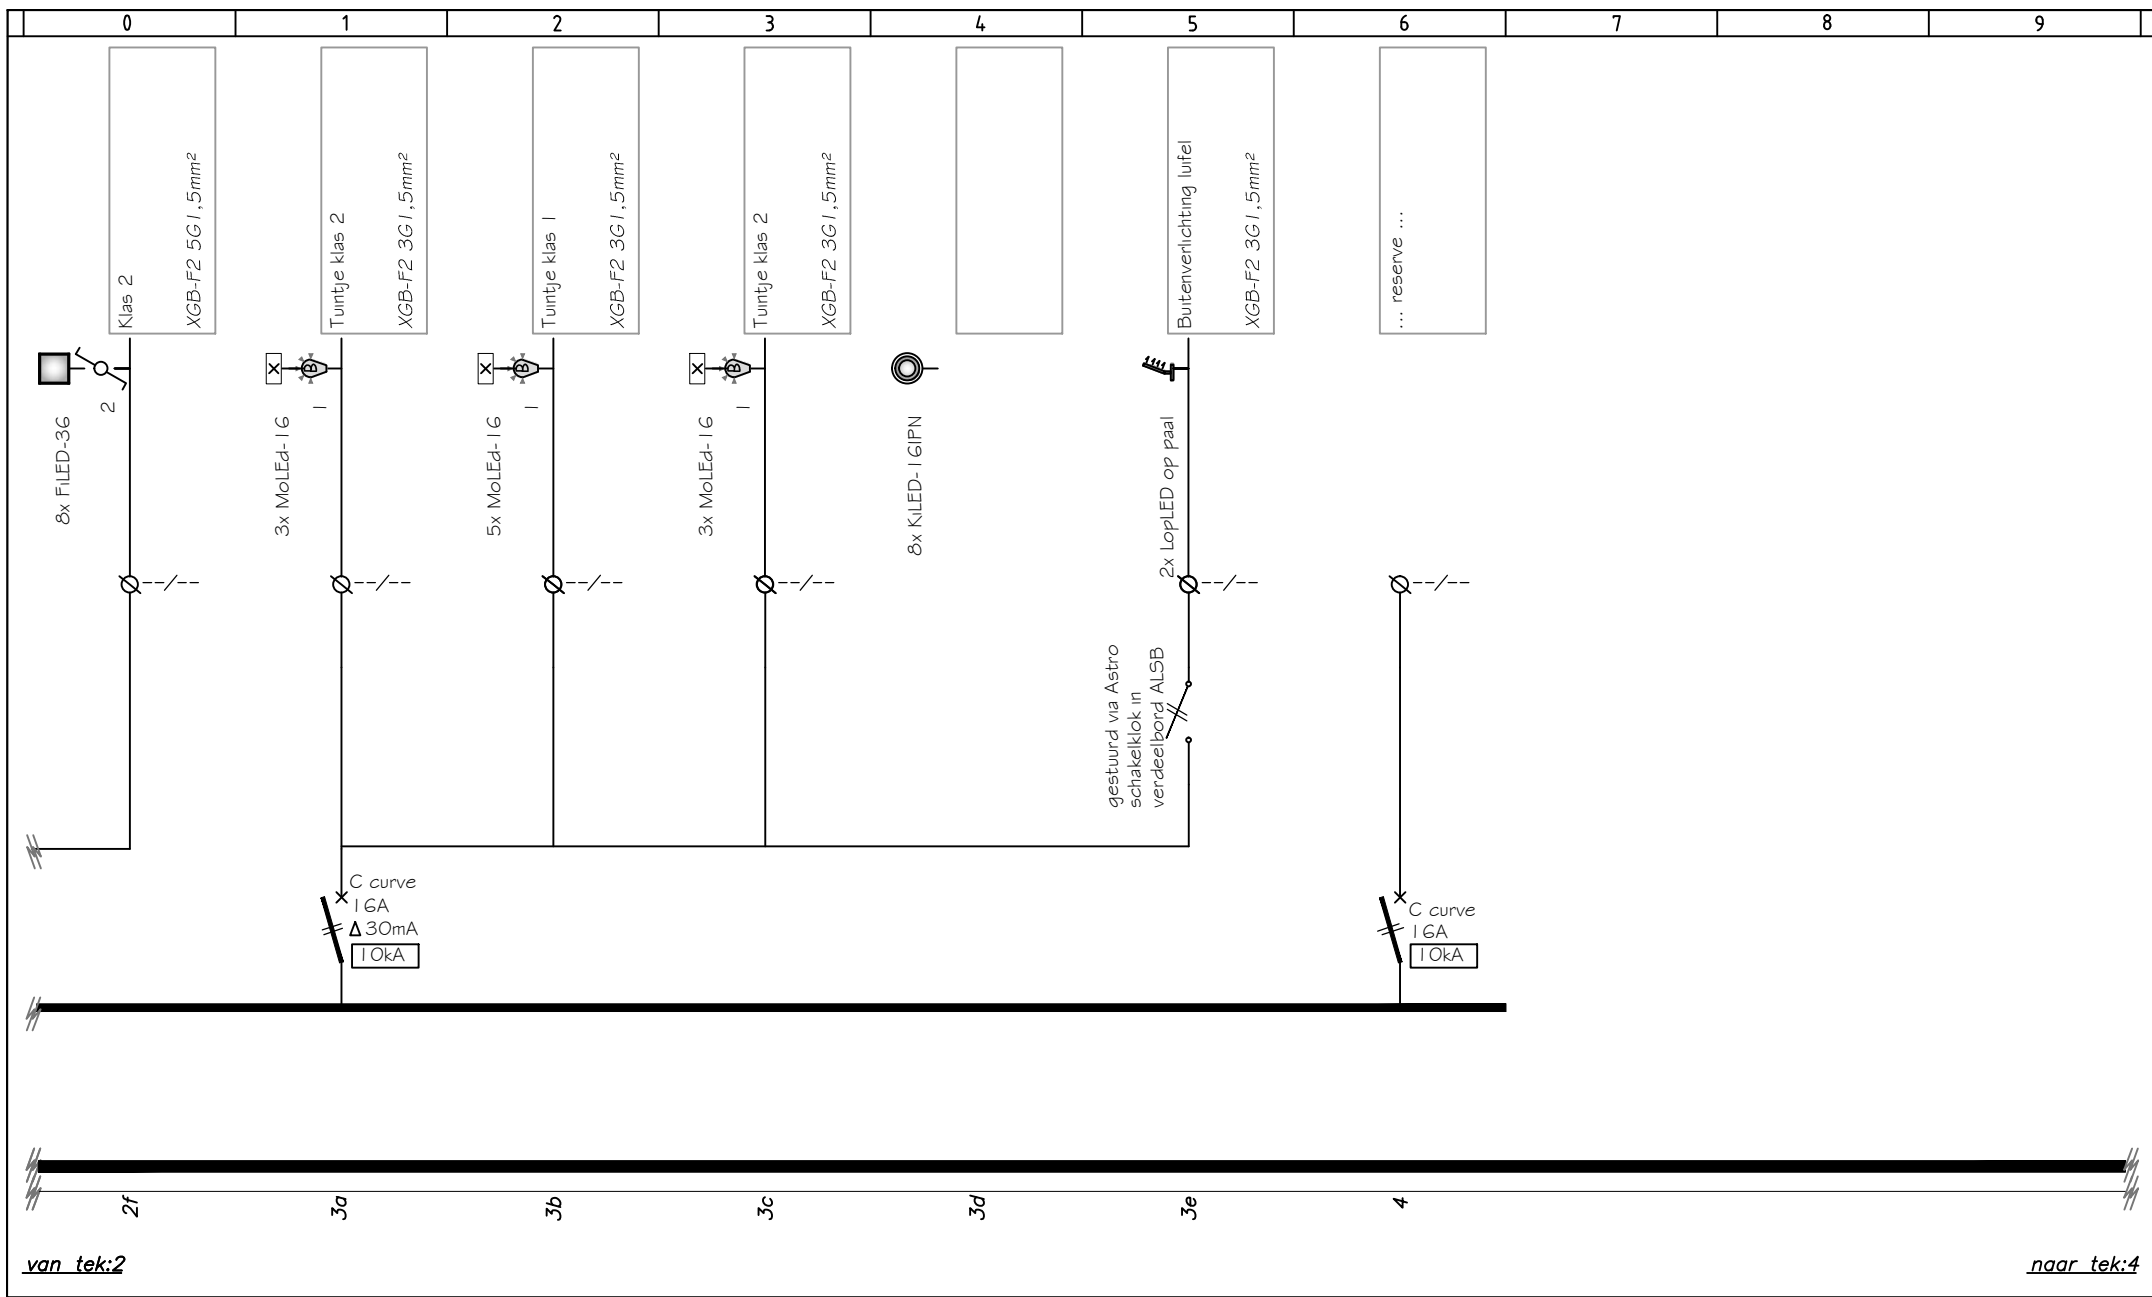 0 1 2 3 4 5 6 7 8 9
Klas 2
XGB-F2 5G1,5mm²
Tuintje klas 2
XGB-F2 3G1,5mm²
Tuintje klas 1
XGB-F2 3G1,5mm²
Tuintje klas 2
XGB-F2 3G1,5mm²
Buitenverlichting luifel
XGB-F2 3G1,5mm²
... reserve ...
8x FiLED-36
2
3x MoLEd-16
B
1
5x MoLEd-16
B
1
3x MoLEd-16
B
1
8x KiLED-16IPN
2x LopLED op paal
--/--
--/--
--/--
--/--
--/--
--/--
gestuurd via Astro
schakelklok in
verdeelbord ALSB
C curve
16A
Δ 30mA
10kA
C curve
16A
10kA
2f
3a
3b
3c
3d
3e
4
van tek:2
naar tek:4